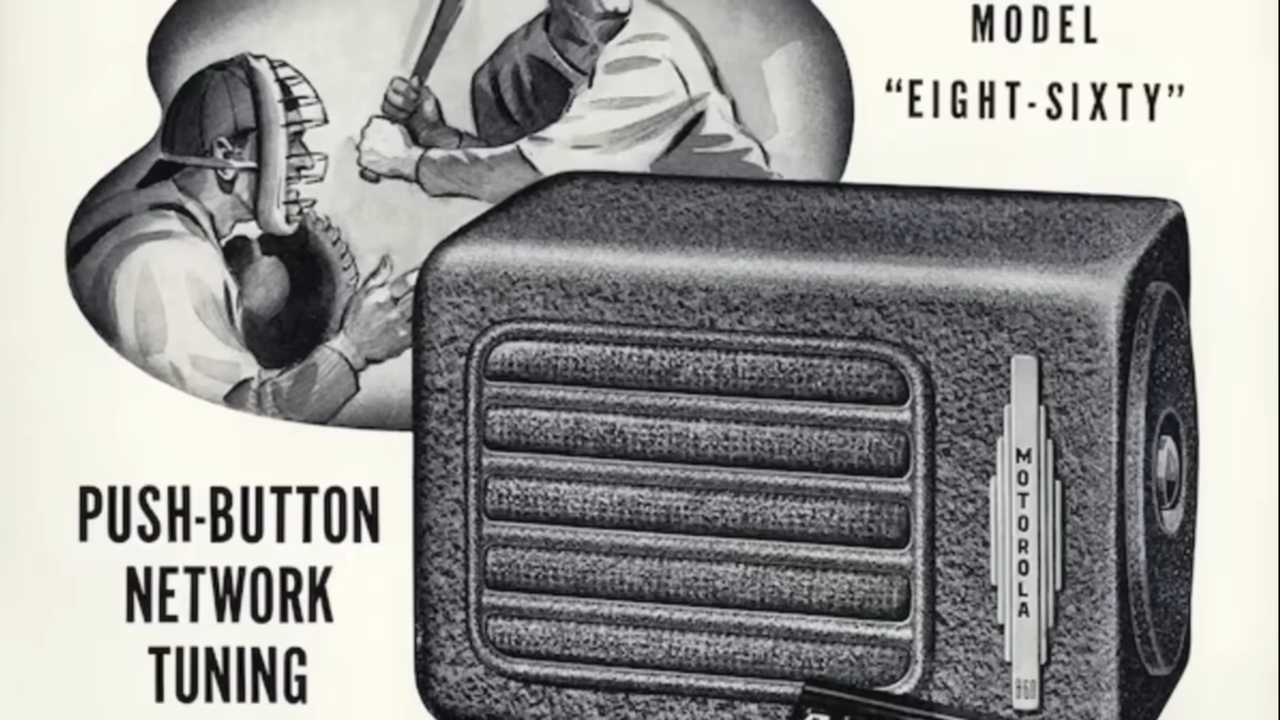 MODEL
“EIGHT-SIXTY”
PUSH-BUTTON
NETWORK
TUNING
MOTOROLA
860